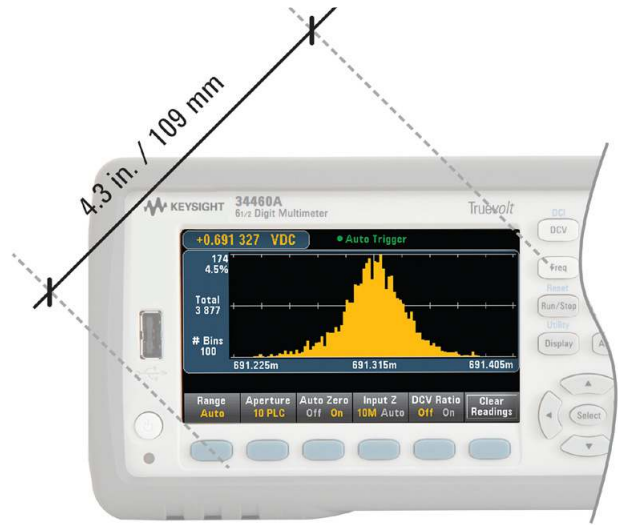 4.3 in. / 109 mm
KEYSIGHT 34460A
6½ Digit Multimeter
Truevolt
+0.691 327 VDC
Auto Trigger
174
4.5%
Total
3 877
# Bins
100
691.225m 691.315m 691.405m
Range Aperture Auto Zero Input Z DCV Ratio Clear
Auto 10 PLC Off On 10M Auto Off On Readings
DCI
DCV
Freq
Reset
Run/Stop
Utility
Display A
Select